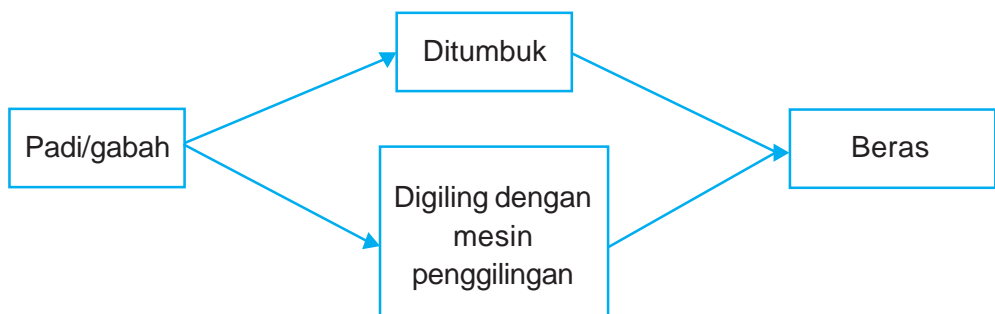 Ditumbuk
Padi/gabah
Beras
Digiling dengan
mesin
penggilingan